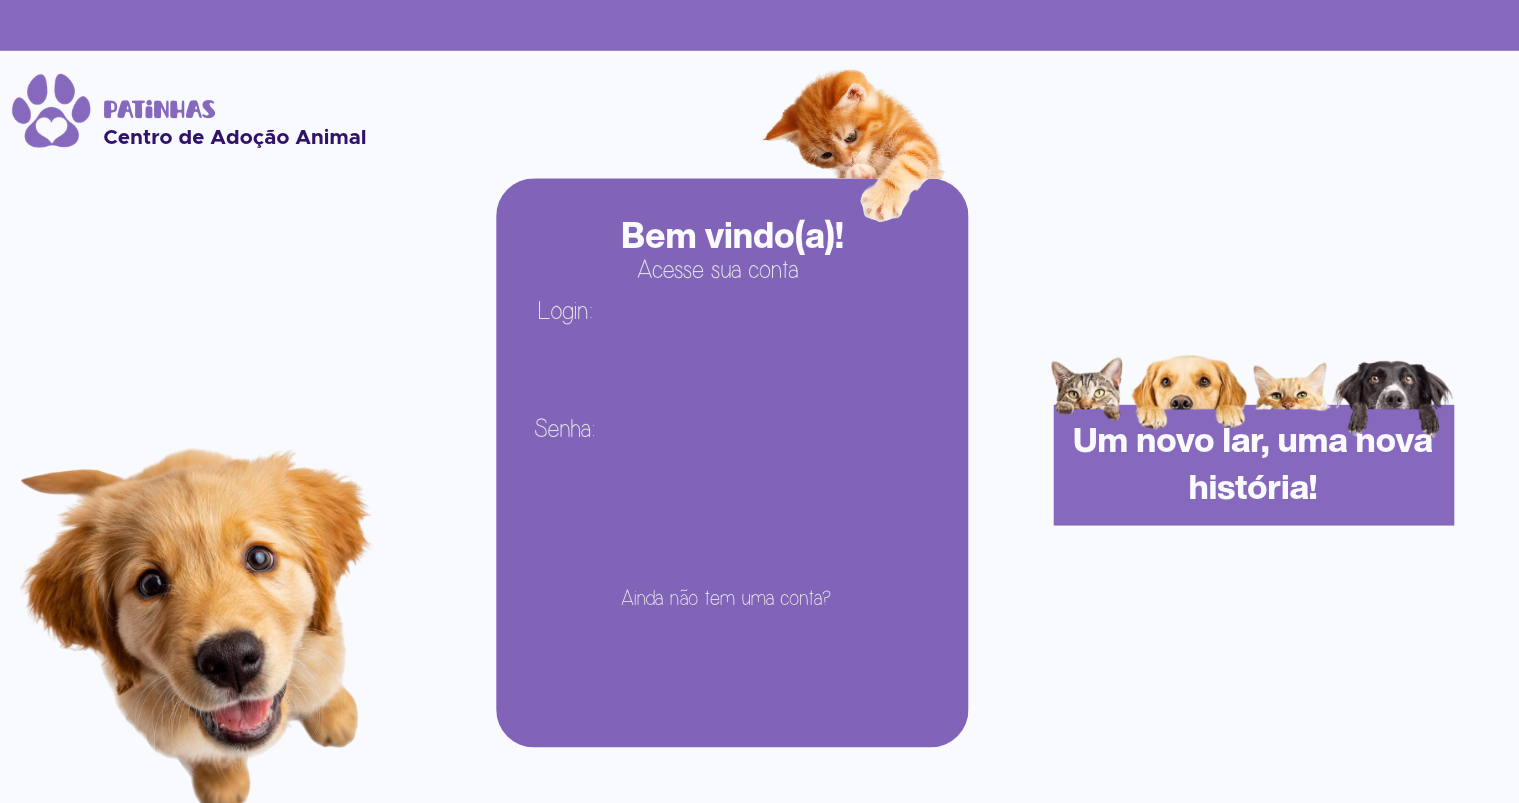 PATiNHAS
Centro de Adoção Animal
Bem vindo(a)!
Acesse sua conta
Login:
Senha:
Ainda não tem uma conta?
Um novo lar, uma nova
história!